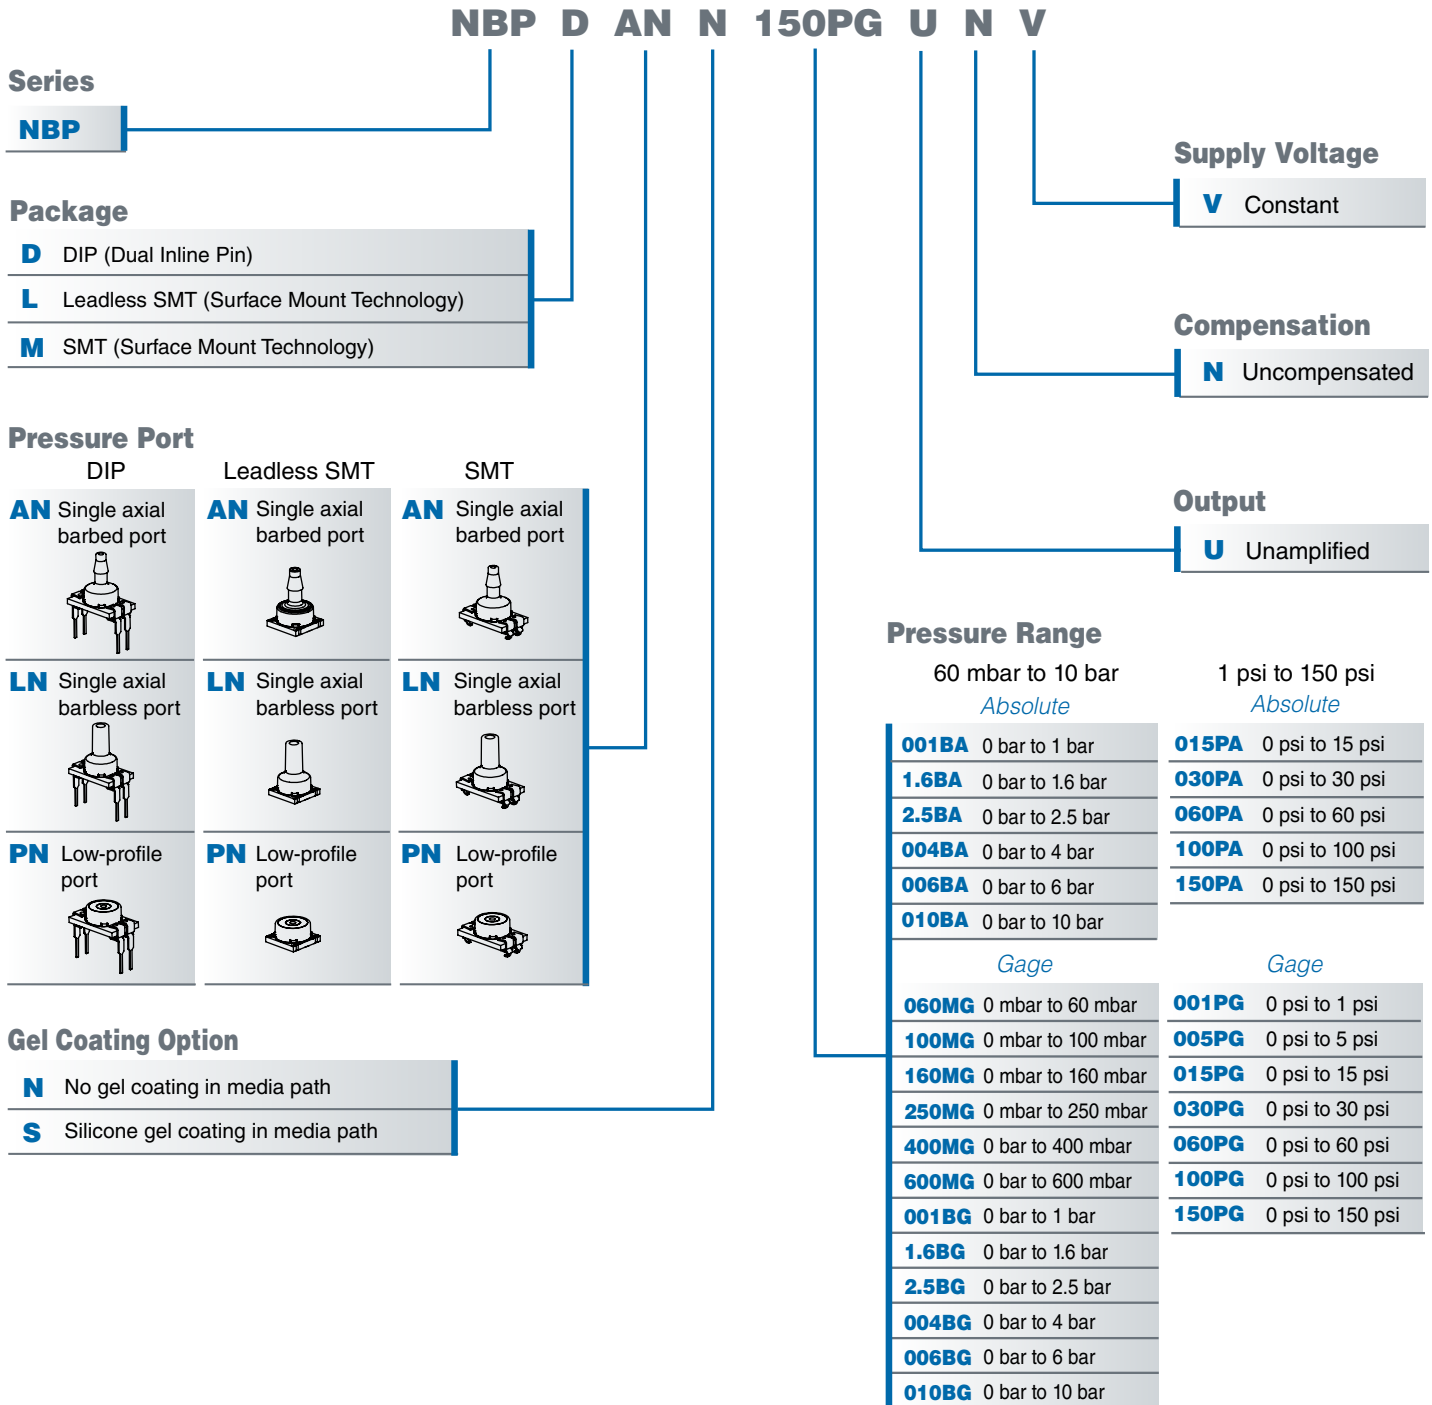 NBP D AN N 150PG U N V
Series
NBP
Package
D DIP (Dual Inline Pin)
L Leadless SMT (Surface Mount Technology)
M SMT (Surface Mount Technology)
Pressure Port
DIP Leadless SMT SMT
AN Single axial barbed port AN Single axial barbed port AN Single axial barbed port
LN Single axial barbless port LN Single axial barbless port LN Single axial barbless port
PN Low-profile port PN Low-profile port PN Low-profile port
Gel Coating Option
N No gel coating in media path
S Silicone gel coating in media path
Supply Voltage
V Constant
Compensation
N Uncompensated
Output
U Unamplified
Pressure Range
60 mbar to 10 bar
Absolute
001BA 0 bar to 1 bar
1.6BA 0 bar to 1.6 bar
2.5BA 0 bar to 2.5 bar
004BA 0 bar to 4 bar
006BA 0 bar to 6 bar
010BA 0 bar to 10 bar
Gage
060MG 0 mbar to 60 mbar
100MG 0 mbar to 100 mbar
160MG 0 mbar to 160 mbar
250MG 0 mbar to 250 mbar
400MG 0 bar to 400 mbar
600MG 0 bar to 600 mbar
001BG 0 bar to 1 bar
1.6BG 0 bar to 1.6 bar
2.5BG 0 bar to 2.5 bar
004BG 0 bar to 4 bar
006BG 0 bar to 6 bar
010BG 0 bar to 10 bar
1 psi to 150 psi
Absolute
015PA 0 psi to 15 psi
030PA 0 psi to 30 psi
060PA 0 psi to 60 psi
100PA 0 psi to 100 psi
150PA 0 psi to 150 psi
Gage
001PG 0 psi to 1 psi
005PG 0 psi to 5 psi
015PG 0 psi to 15 psi
030PG 0 psi to 30 psi
060PG 0 psi to 60 psi
100PG 0 psi to 100 psi
150PG 0 psi to 150 psi